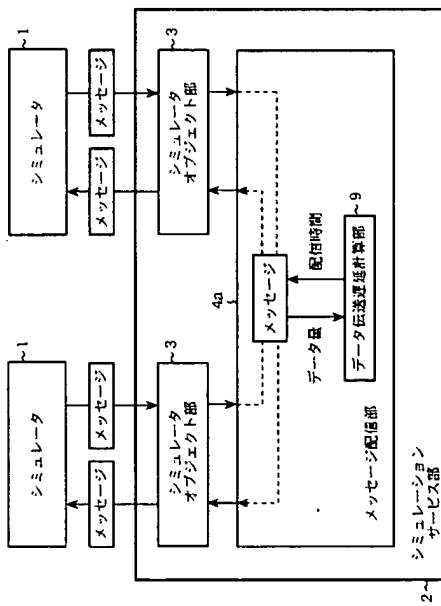 ~1
シミュレータ
メッセージ
メッセージ
~3
シミュレータ
オブジェクト部
~1
シミュレータ
メッセージ
メッセージ
~3
シミュレータ
オブジェクト部
4a
メッセージ
データ量
配信時間
~9
データ伝送遅延計算部
メッセージ配信部
シミュレーション
サービス部
2~